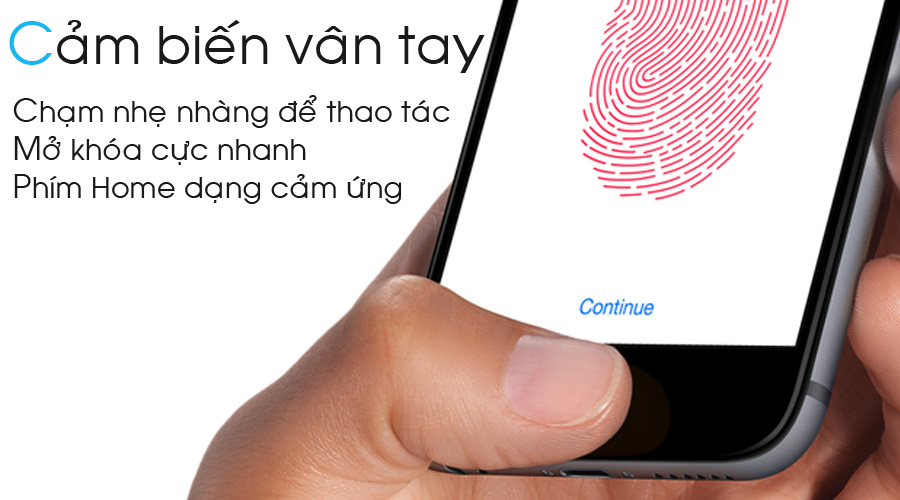 Cảm biến vân tay
Chạm nhẹ nhàng để thao tác
Mở khóa cực nhanh
Phím Home dạng cảm ứng
Continue